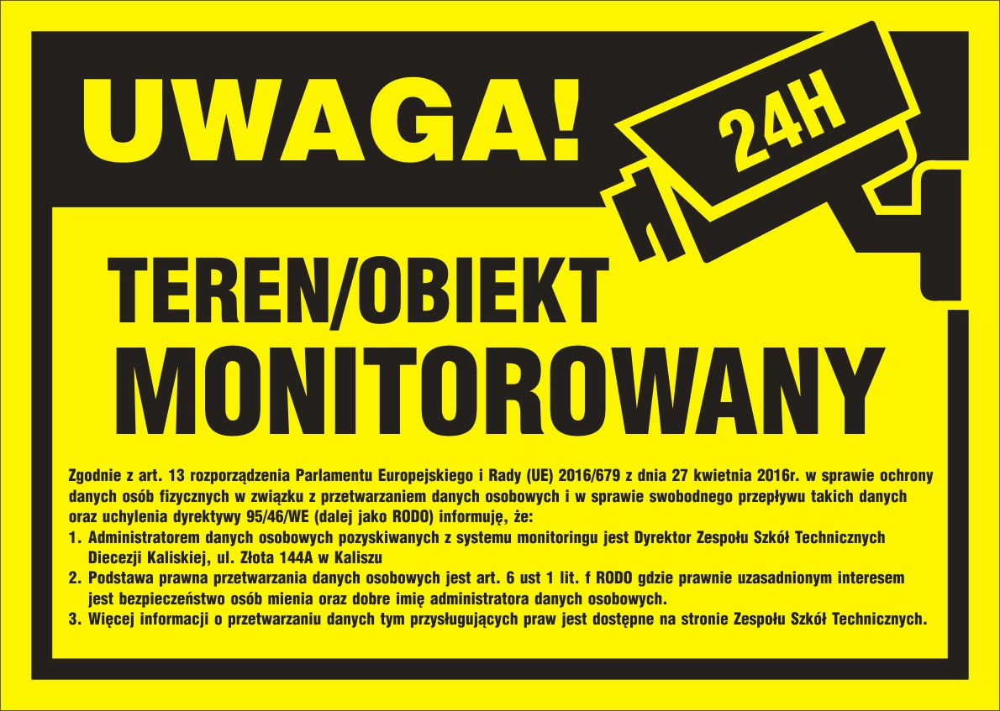 UWAGA!
24H
TEREN/OBIEKT
MONITOROWANY
Zgodnie z art. 13 rozporządzenia Parlamentu Europejskiego i Rady (UE) 2016/679 z dnia 27 kwietnia 2016r. w sprawie ochrony
danych osób fizycznych w związku z przetwarzaniem danych osobowych i w sprawie swobodnego przepływu takich danych
oraz uchylenia dyrektywy 95/46/WE (dalej jako RODO) informuję, że:
1. Administratorem danych osobowych pozyskiwanych z systemu monitoringu jest Dyrektor Zespołu Szkół Technicznych
Diecezji Kaliskiej, ul. Złota 144A w Kaliszu
2. Podstawa prawna przetwarzania danych osobowych jest art. 6 ust 1 lit. f RODO gdzie prawnie uzasadnionym interesem
jest bezpieczeństwo osób mienia oraz dobre imię administratora danych osobowych.
3. Więcej informacji o przetwarzaniu danych tym przysługujących praw jest dostępne na stronie Zespołu Szkół Technicznych.